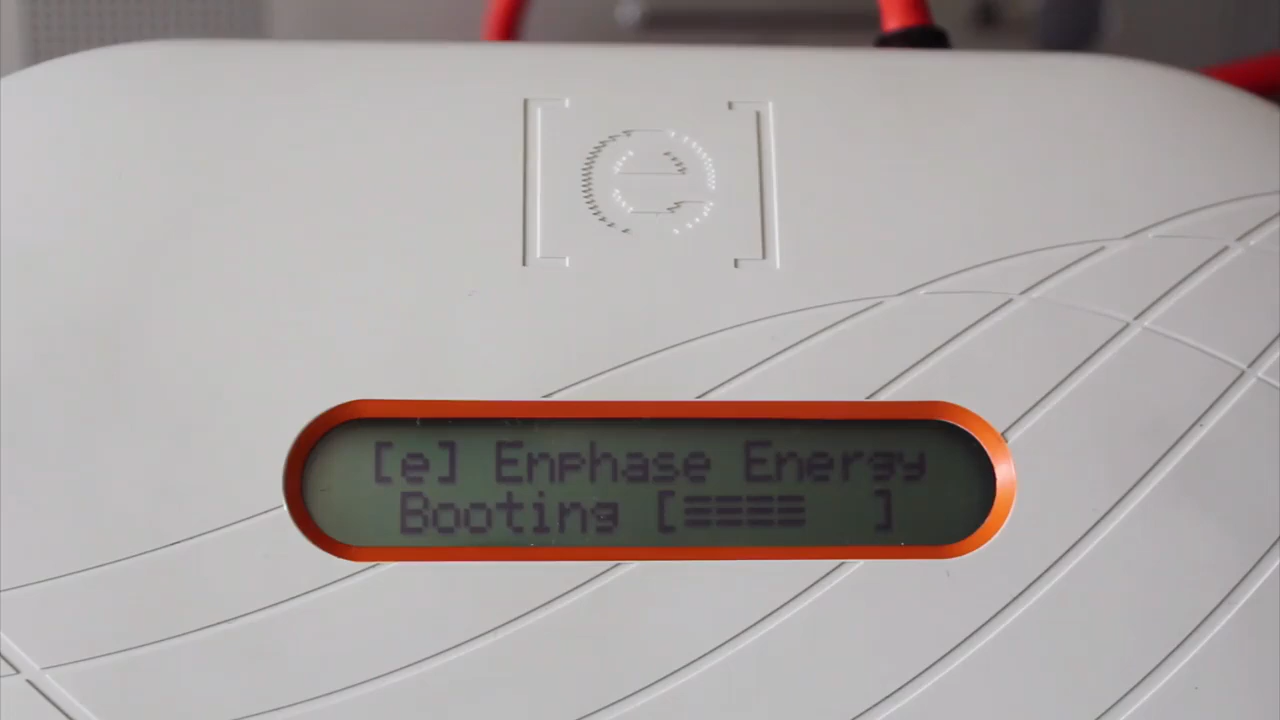 [e]
[e] Enphase Energy
Booting [≡≡≡≡  ]